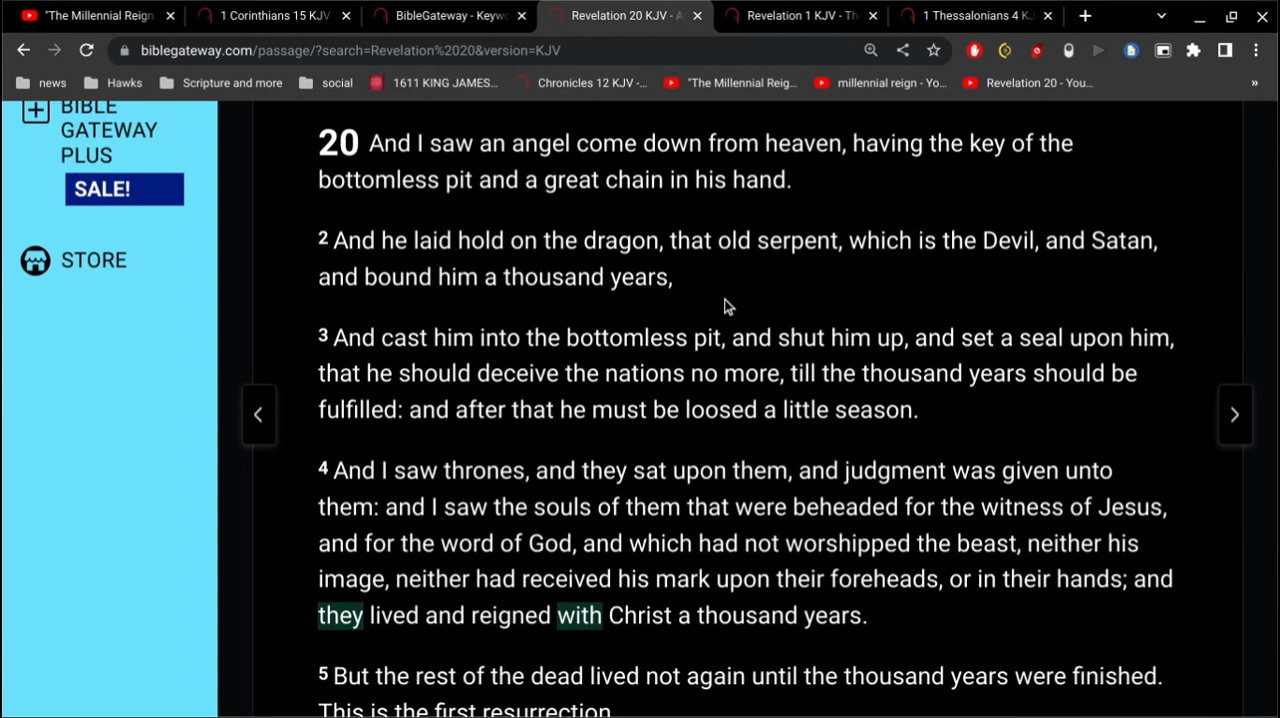 "The Millennial Reign
1 Corinthians 15 KJV
BibleGateway - Keyw
Revelation 20 KJV - A
Revelation 1 KJV - Th
1 Thessalonians 4 KJ
biblegateway.com/passage/?search=Revelation%2020&version=KJV
news
Hawks
Scripture and more
social
1611 KING JAMES...
Chronicles 12 KJV -...
"The Millennial Reig...
millennial reign - Yo...
Revelation 20 - You...
»
BIBLE
GATEWAY
PLUS
SALE!
STORE
20 And I saw an angel come down from heaven, having the key of the
bottomless pit and a great chain in his hand.
2 And he laid hold on the dragon, that old serpent, which is the Devil, and Satan,
and bound him a thousand years,
3 And cast him into the bottomless pit, and shut him up, and set a seal upon him,
that he should deceive the nations no more, till the thousand years should be
fulfilled: and after that he must be loosed a little season.
4 And I saw thrones, and they sat upon them, and judgment was given unto
them: and I saw the souls of them that were beheaded for the witness of Jesus,
and for the word of God, and which had not worshipped the beast, neither his
image, neither had received his mark upon their foreheads, or in their hands; and
they lived and reigned with Christ a thousand years.
5 But the rest of the dead lived not again until the thousand years were finished.
This is the first resurrection